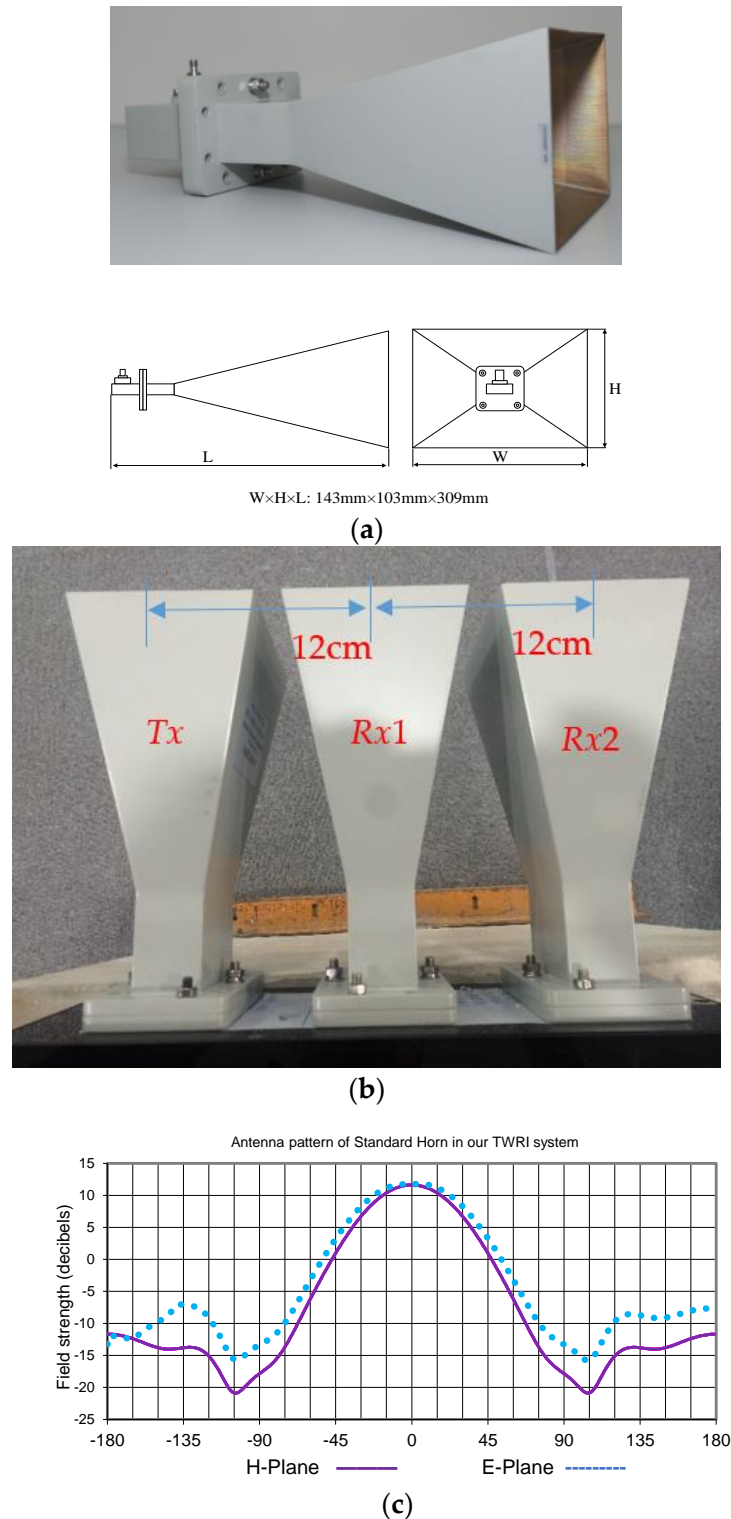 H
L
W
W×H×L: 143mm×103mm×309mm
(a)
12cm
12cm
Tx
Rx1
Rx2
(b)
Antenna pattern of Standard Horn in our TWRI system
Field strength (decibels)
15
10
5
0
-5
-10
-15
-20
-25
-180 -135 -90 -45 0 45 90 135 180
H-Plane E-Plane
(c)